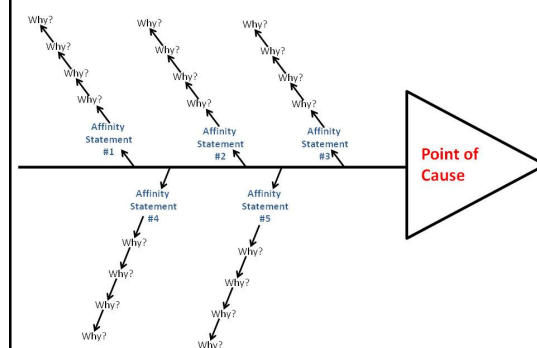 Why?
Why?
Why?
Why?
Affinity
Statement
#1
Why?
Why?
Why?
Why?
Affinity
Statement
#2
Why?
Why?
Why?
Why?
Affinity
Statement
#3
Point of
Cause
Affinity
Statement
#4
Why?
Why?
Why?
Why?
Affinity
Statement
#5
Why?
Why?
Why?
Why?